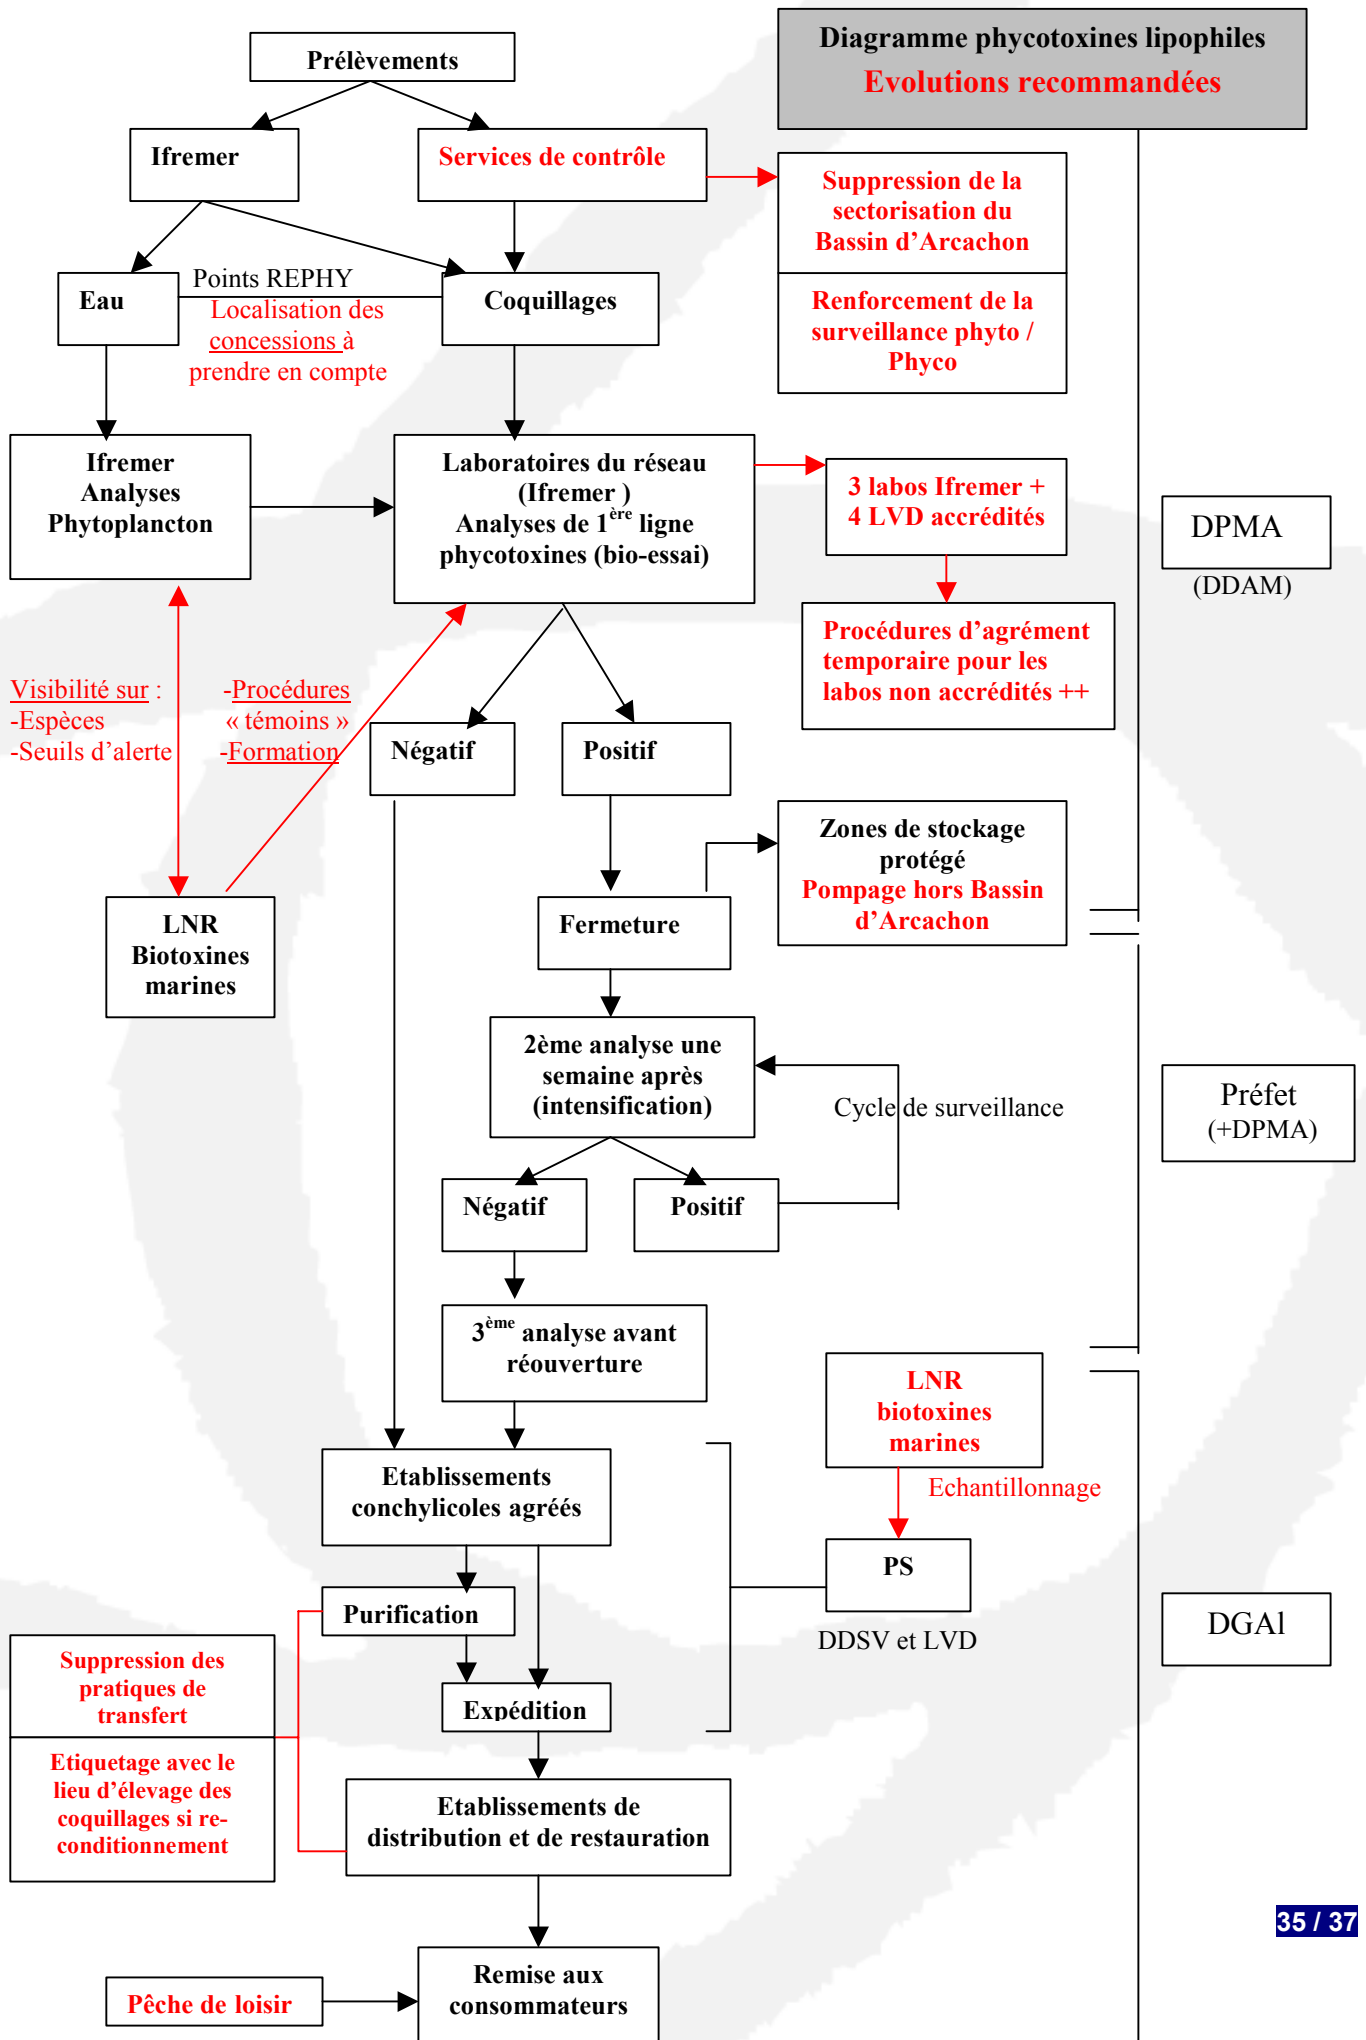 Diagramme phycotoxines lipophiles
Evolutions recommandées
Prélèvements
Ifremer
Services de contrôle
Suppression de la
sectorisation du
Bassin d’Arcachon
Renforcement de la
surveillance phyto /
Phyco
Eau
Points REPHY
Localisation des
concessions à
prendre en compte
Coquillages
Ifremer
Analyses
Phytoplancton
Laboratoires du réseau
(Ifremer )
Analyses de 1ère ligne
phycotoxines (bio-essai)
3 labos Ifremer +
4 LVD accrédités
DPMA
(DDAM)
Procédures d’agrément
temporaire pour les
labos non accrédités ++
Visibilité sur :
-Espèces
-Seuils d’alerte
-Procédures
« témoins »
-Formation
Négatif
Positif
Zones de stockage
protégé
Pompage hors Bassin
d’Arcachon
LNR
Biotoxines
marines
Fermeture
2ème analyse une
semaine après
(intensification)
Cycle de surveillance
Préfet
(+DPMA)
Négatif
Positif
3ème analyse avant
réouverture
LNR
biotoxines
marines
Echantillonnage
Etablissements
conchylicoles agréés
PS
DDSV et LVD
DGAl
Purification
Suppression des
pratiques de
transfert
Expédition
Etiquetage avec le
lieu d’élevage des
coquillages si re-
conditionnement
Etablissements de
distribution et de restauration
35 / 37
Pêche de loisir
Remise aux
consommateurs